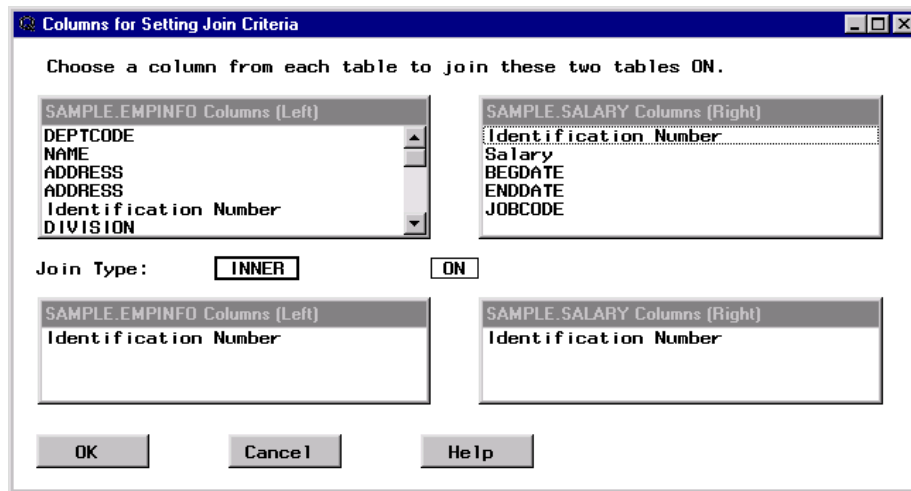 Columns for Setting Join Criteria
Choose a column from each table to join these two tables ON.
SAMPLE.EMPINFO Columns (Left)
DEPTCODE
NAME
ADDRESS
ADDRESS
Identification Number
DIVISION
SAMPLE.SALARY Columns (Right)
Identification Number
Salary
BEGDATE
ENDDATE
JOBCODE
Join Type: INNER ON
SAMPLE.EMPINFO Columns (Left)
Identification Number
SAMPLE.SALARY Columns (Right)
Identification Number
OK Cancel Help